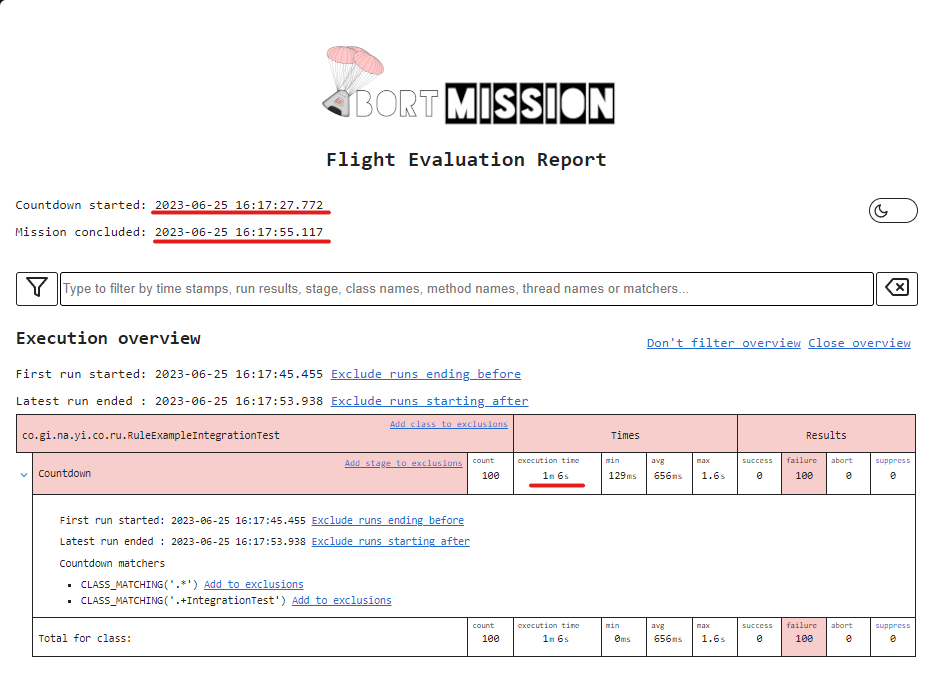 BORT MISSION
Flight Evaluation Report
Countdown started: 2023-06-25 16:17:27.772
Mission concluded: 2023-06-25 16:17:55.117
Type to filter by time stamps, run results, stage, class names, method names, thread names or matchers...
Execution overview
Don't filter overview Close overview
First run started: 2023-06-25 16:17:45.455 Exclude runs ending before
Latest run ended : 2023-06-25 16:17:53.938 Exclude runs starting after
co.gi.na.yi.co.ru.RuleExampleIntegrationTest Add class to exclusions Times Results
Countdown Add stage to exclusions count execution time min avg max success failure abort suppress
100 1m 6s 129ms 656ms 1.6s 0 100 0 0
First run started: 2023-06-25 16:17:45.455 Exclude runs ending before
Latest run ended : 2023-06-25 16:17:53.938 Exclude runs starting after
Countdown matchers
CLASS_MATCHING('.*') Add to exclusions
CLASS_MATCHING('.+IntegrationTest') Add to exclusions
Total for class: count execution time min avg max success failure abort suppress
100 1m 6s 0ms 656ms 1.6s 0 100 0 0